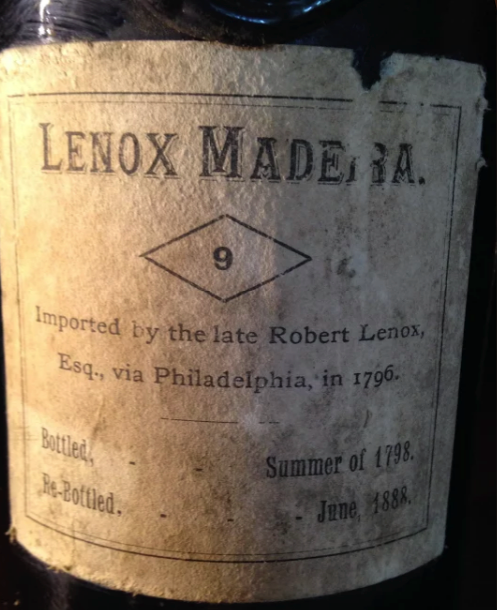 LENOX MADEIRA.
9
Imported by the late Robert Lenox,
Esq., via Philadelphia, in 1796.
Bottled, - - Summer of 1798.
Re-Bottled, - - - June, 1888.